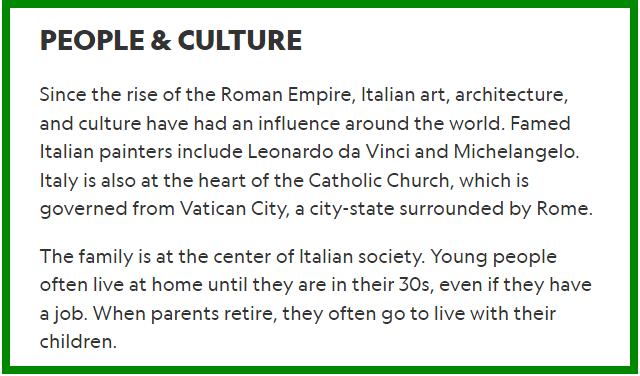 PEOPLE & CULTURE
Since the rise of the Roman Empire, Italian art, architecture,
and culture have had an influence around the world. Famed
Italian painters include Leonardo da Vinci and Michelangelo.
Italy is also at the heart of the Catholic Church, which is
governed from Vatican City, a city-state surrounded by Rome.
The family is at the center of Italian society. Young people
often live at home until they are in their 30s, even if they have
a job. When parents retire, they often go to live with their
children.